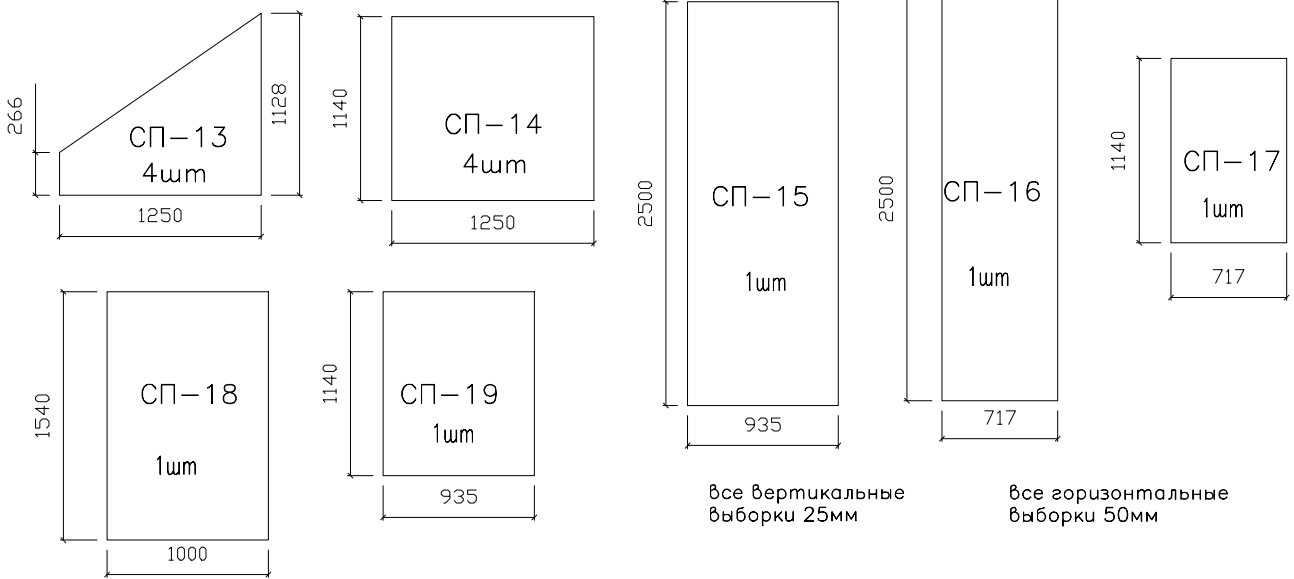 266
СП-13
4шт
1128
1250
1140
СП-14
4шт
1250
2500
СП-15
1шт
935
2500
СП-16
1шт
717
1140
СП-17
1шт
717
1540
СП-18
1шт
1000
1140
СП-19
1шт
935
все вертикальные
выборки 25мм
все горизонтальные
выборки 50мм